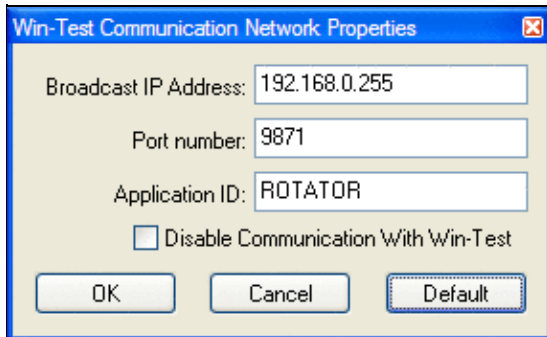 Win-Test Communication Network Properties
Broadcast IP Address: 192.168.0.255
Port number: 9871
Application ID: ROTATOR
Disable Communication With Win-Test
OK Cancel Default